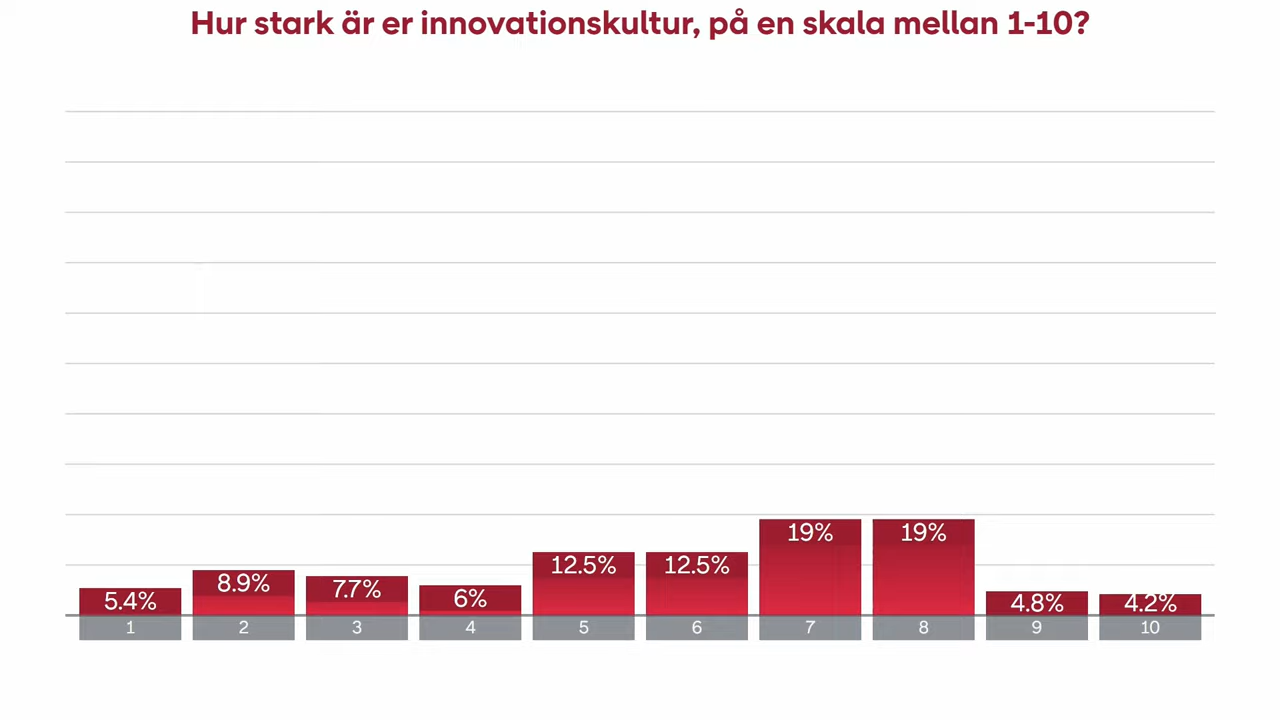 Hur stark är er innovationskultur, på en skala mellan 1-10?
5.4% 8.9% 7.7% 6% 12.5% 12.5% 19% 19% 4.8% 4.2%
1 2 3 4 5 6 7 8 9 10